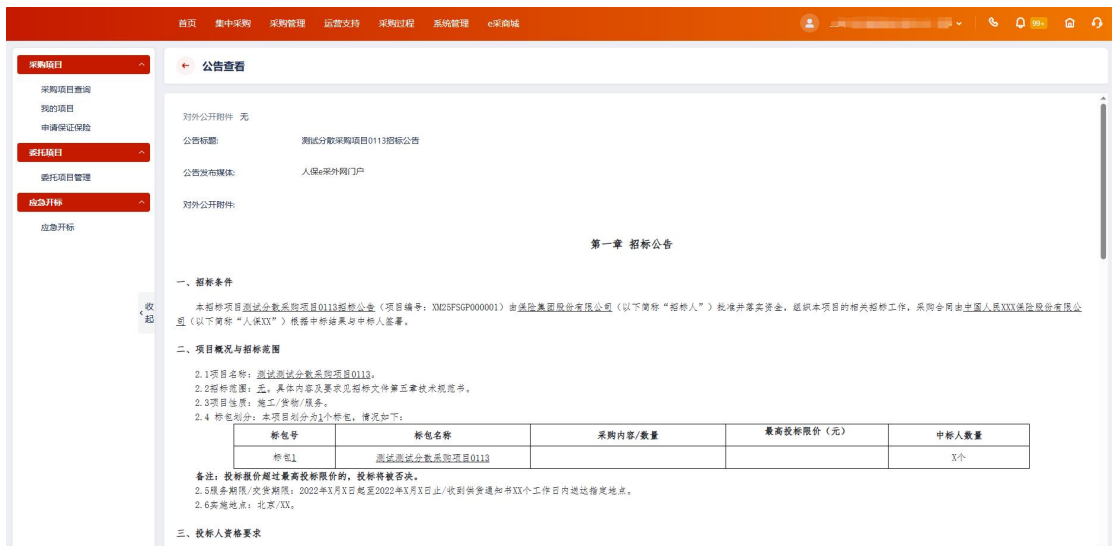 首页 集中采购 采购管理 运营支持 采购过程 系统管理 e采商城 99+
采购项目
采购项目查询
我的项目
申请保证保险
委托项目
委托项目管理
应急开标
应急开标
收起
公告查看
对外公开附件 无
公告标题: 测试分散采购项目0113招标公告
公告发布媒体: 人保e采外网门户
对外公开附件:
第一章 招标公告
一、招标条件
本招标项目测试分散采购项目0113招标公告（项目编号：XM25FSGP000001）由保险集团股份有限公司（以下简称“招标人”）批准并落实资金，组织本项目的相关招标工作，采购合同由中国人民XXX保险股份有限公
司（以下简称“人保XX”）根据中标结果与中标人签署。
二、项目概况与招标范围
2.1项目名称：测试测试分散采购项目0113。
2.2招标范围：无。具体内容及要求见招标文件第五章技术规范书。
2.3项目性质：施工/货物/服务。
2.4 标包划分：本项目划分为1个标包，情况如下：
标包号 标包名称 采购内容/数量 最高投标限价（元） 中标人数量
标包1 测试测试分散采购项目0113 X个
备注：投标报价超过最高投标限价的，投标将被否决。
2.5服务期限/交货期限：2022年X月X日起至2022年X月X日止/收到供货通知书XX个工作日内送达指定地点。
2.6实施地点：北京/XX。
三、投标人资格要求